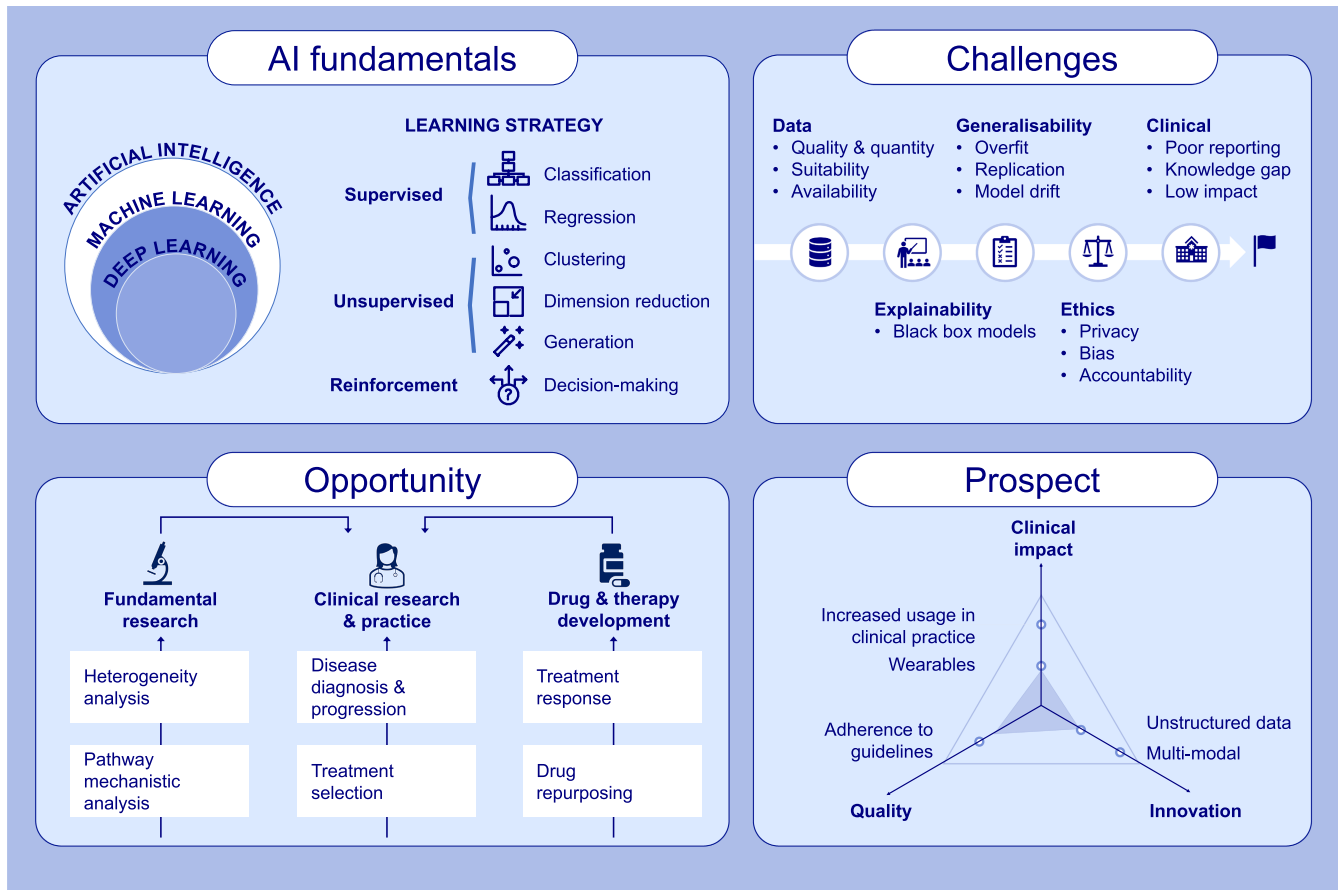 AI fundamentals
ARTIFICIAL INTELLIGENCE
MACHINE LEARNING
DEEP LEARNING
LEARNING STRATEGY
Supervised
Classification
Regression
Unsupervised
Clustering
Dimension reduction
Generation
Reinforcement
?
Decision-making
Challenges
Data
• Quality & quantity
• Suitability
• Availability
Generalisability
• Overfit
• Replication
• Model drift
Clinical
• Poor reporting
• Knowledge gap
• Low impact
Explainability
• Black box models
Ethics
• Privacy
• Bias
• Accountability
Opportunity
Fundamental
research
Heterogeneity
analysis
Pathway
mechanistic
analysis
Clinical research
& practice
Disease
diagnosis &
progression
Treatment
selection
Drug & therapy
development
Treatment
response
Drug
repurposing
Prospect
Clinical
impact
Increased usage in
clinical practice
Wearables
Adherence to
guidelines
Unstructured data
Multi-modal
Quality
Innovation